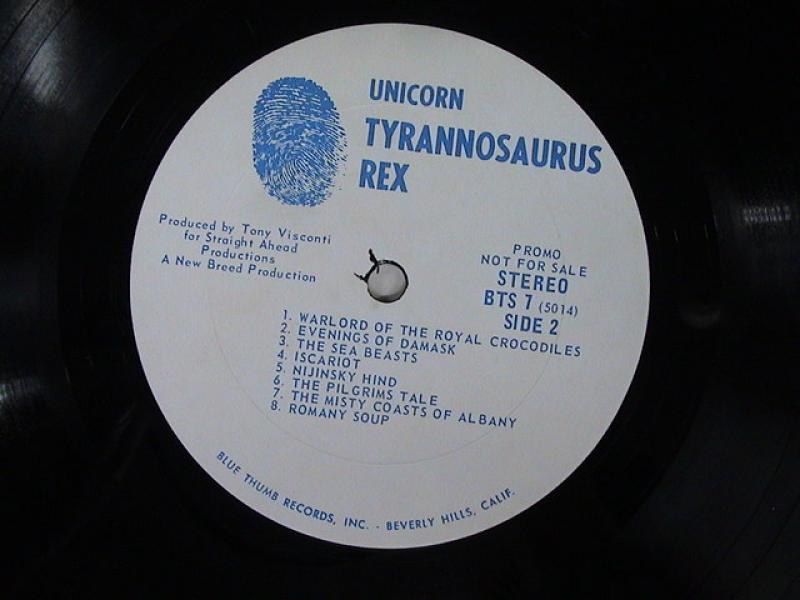 UNICORN
TYRANNOSAURUS
REX
Produced by Tony Visconti
for Straight Ahead
Productions
A New Breed Production
PROMO
NOT FOR SALE
STEREO
BTS 7 (5014)
SIDE 2
1. WARLORD OF THE ROYAL CROCODILES
2. EVENINGS OF DAMASK
3. THE SEA BEASTS
4. ISCARIOT
5. NIJINSKY HIND
6. THE PILGRIMS TALE
7. THE MISTY COASTS OF ALBANY
8. ROMANY SOUP
BLUE THUMB RECORDS, INC. - BEVERLY HILLS, CALIF.